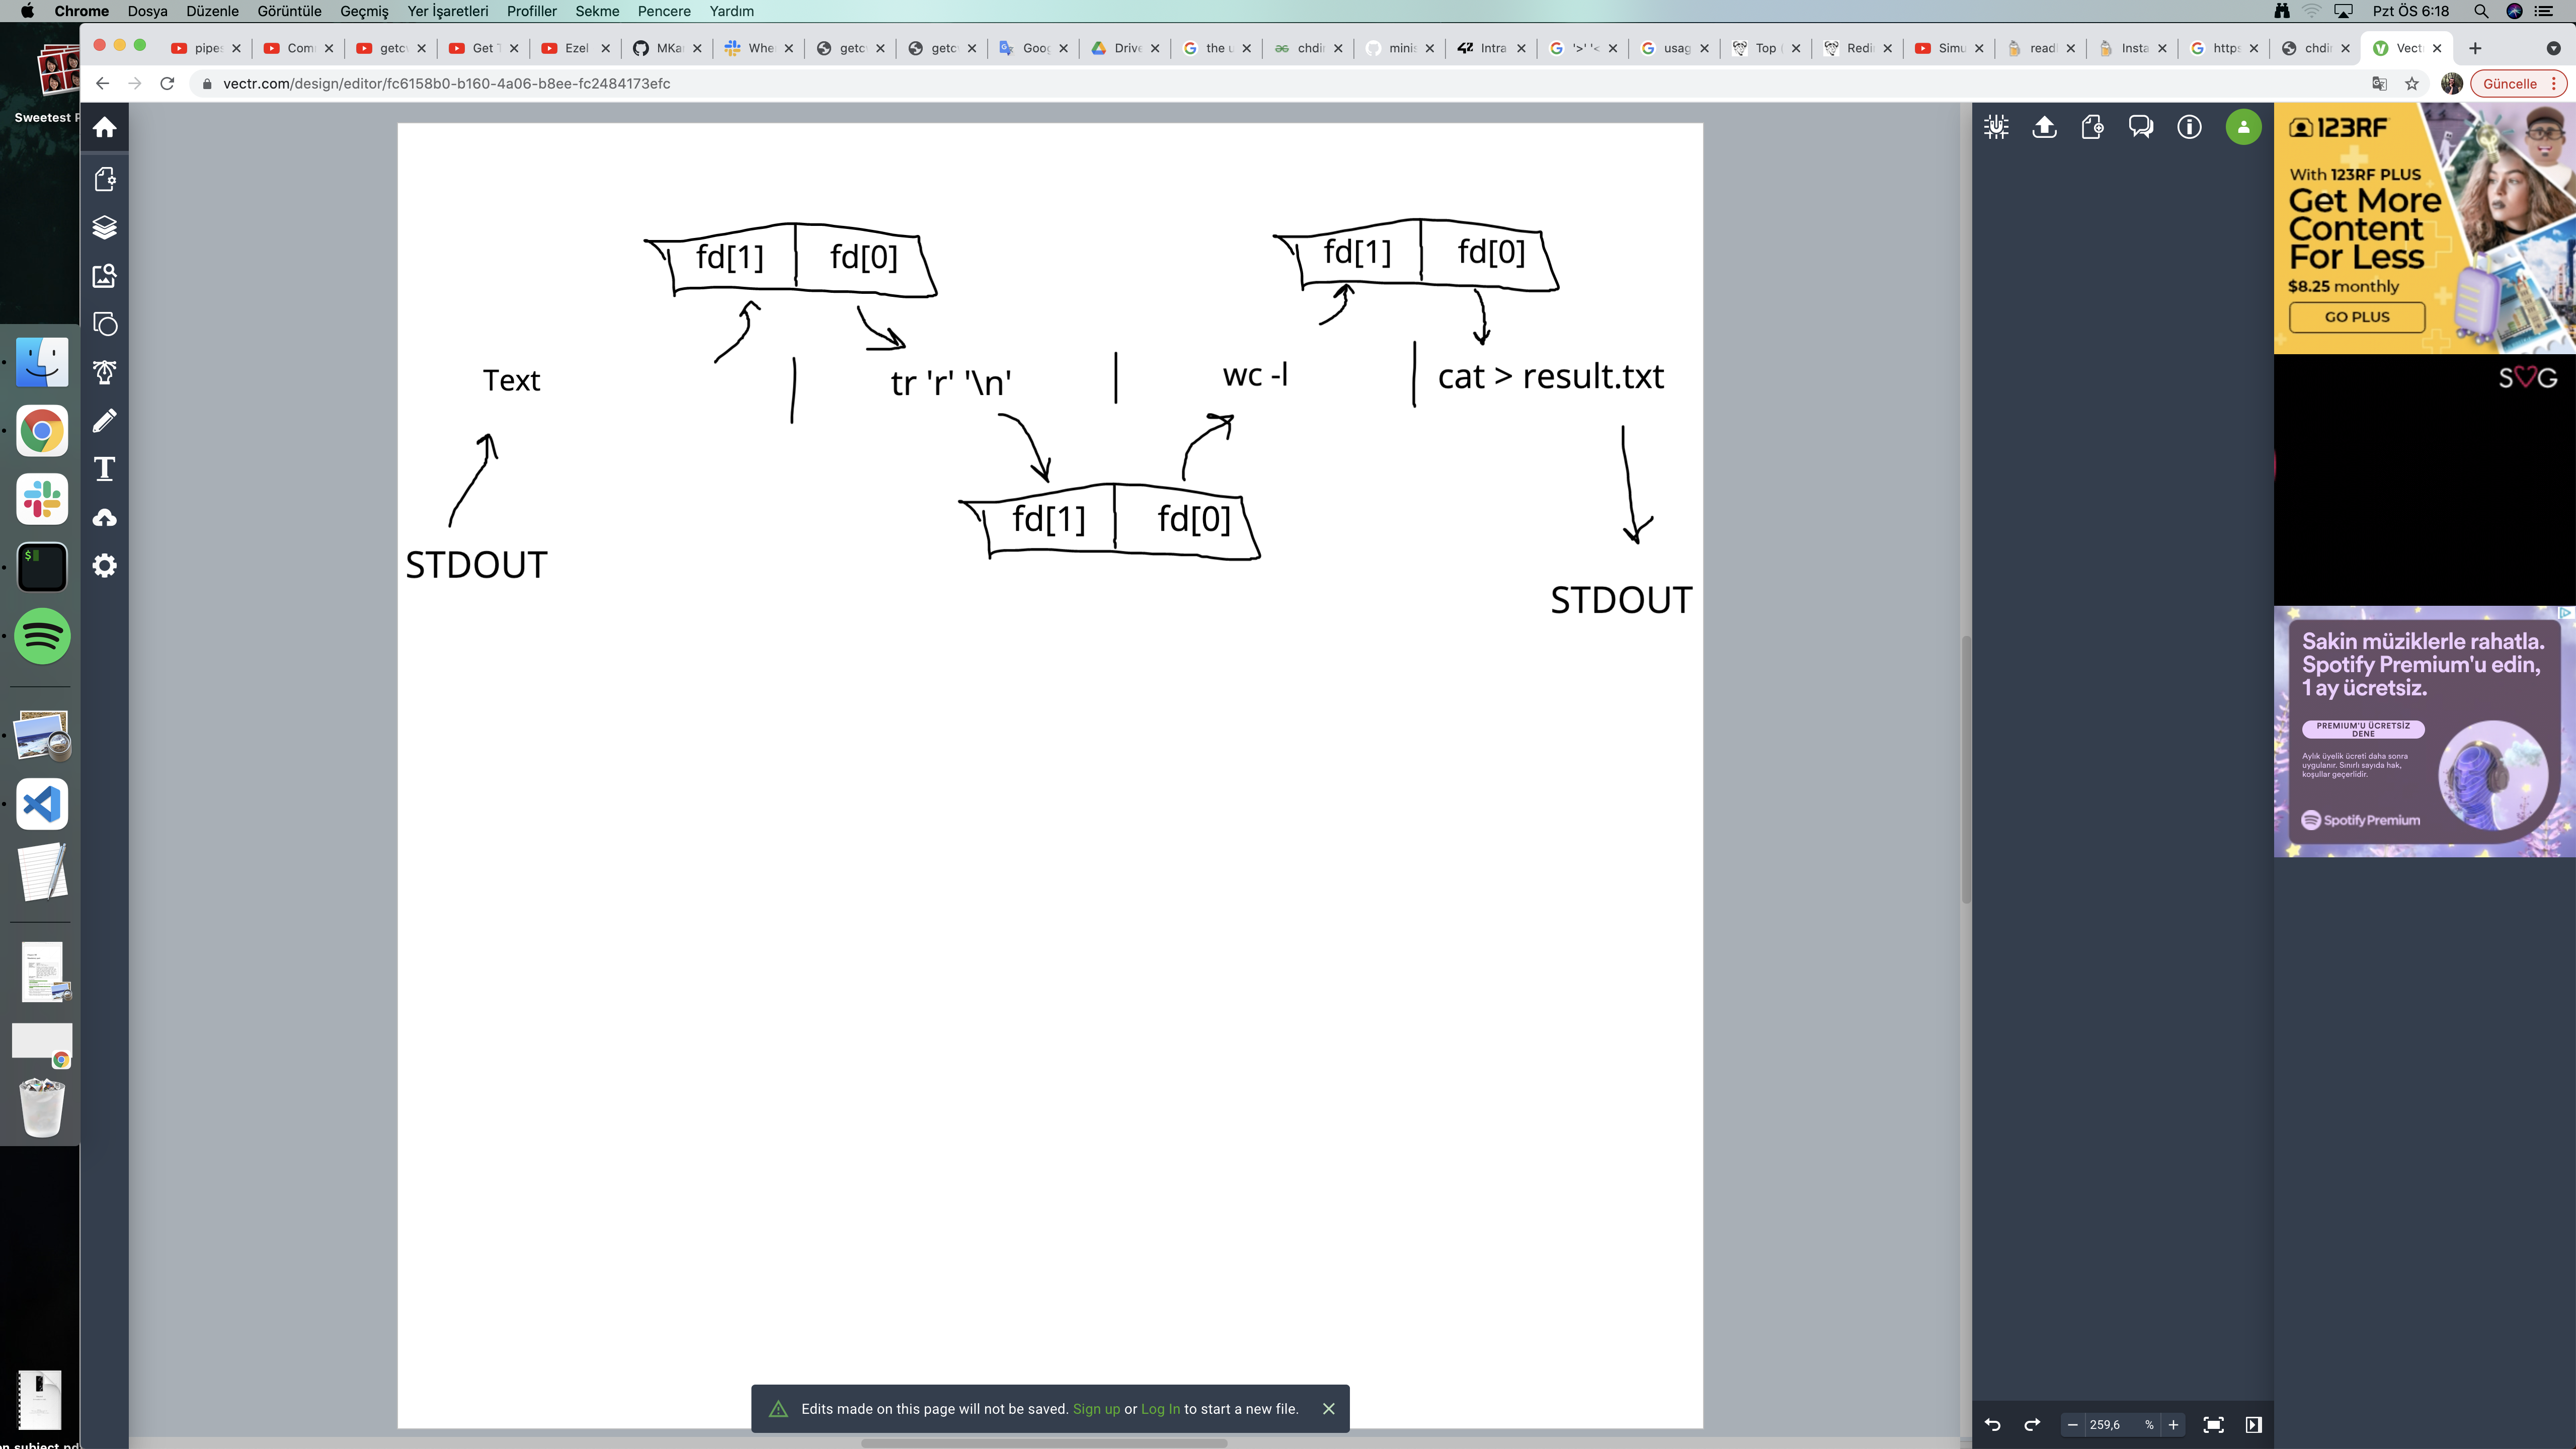 Chrome Dosya Düzenle Görüntüle Geçmiş Yer İşaretleri Profiller Sekme Pencere Yardım Pzt ÖS 6:18
pipe Com getc Get Ezel MKa Whe getc getc Goog Drive the u chdi minis Intra '>' '< usag Top Redi Simu readl Insta https chdi Vect
vectr.com/design/editor/fc6158b0-b160-4a06-b8ee-fc2484173efc Güncelle
Sweetest P
fd[1] fd[0]
fd[1] fd[0]
Text | tr 'r' '\n' | wc -l | cat > result.txt
fd[1] fd[0]
STDOUT
STDOUT
123RF
With 123RF PLUS
Get More
Content
For Less
$8.25 monthly
GO PLUS
S♡G
Sakin müziklerle rahatla.
Spotify Premium'u edin,
1 ay ücretsiz.
PREMIUM'U ÜCRETSİZ
DENE
Aylık üyelik ücreti daha sonra
uygulanır. Sınırlı sayıda hak,
koşullar geçerlidir.
Spotify Premium
Edits made on this page will not be saved. Sign up or Log In to start a new file.
259,6 %
on subject.pd